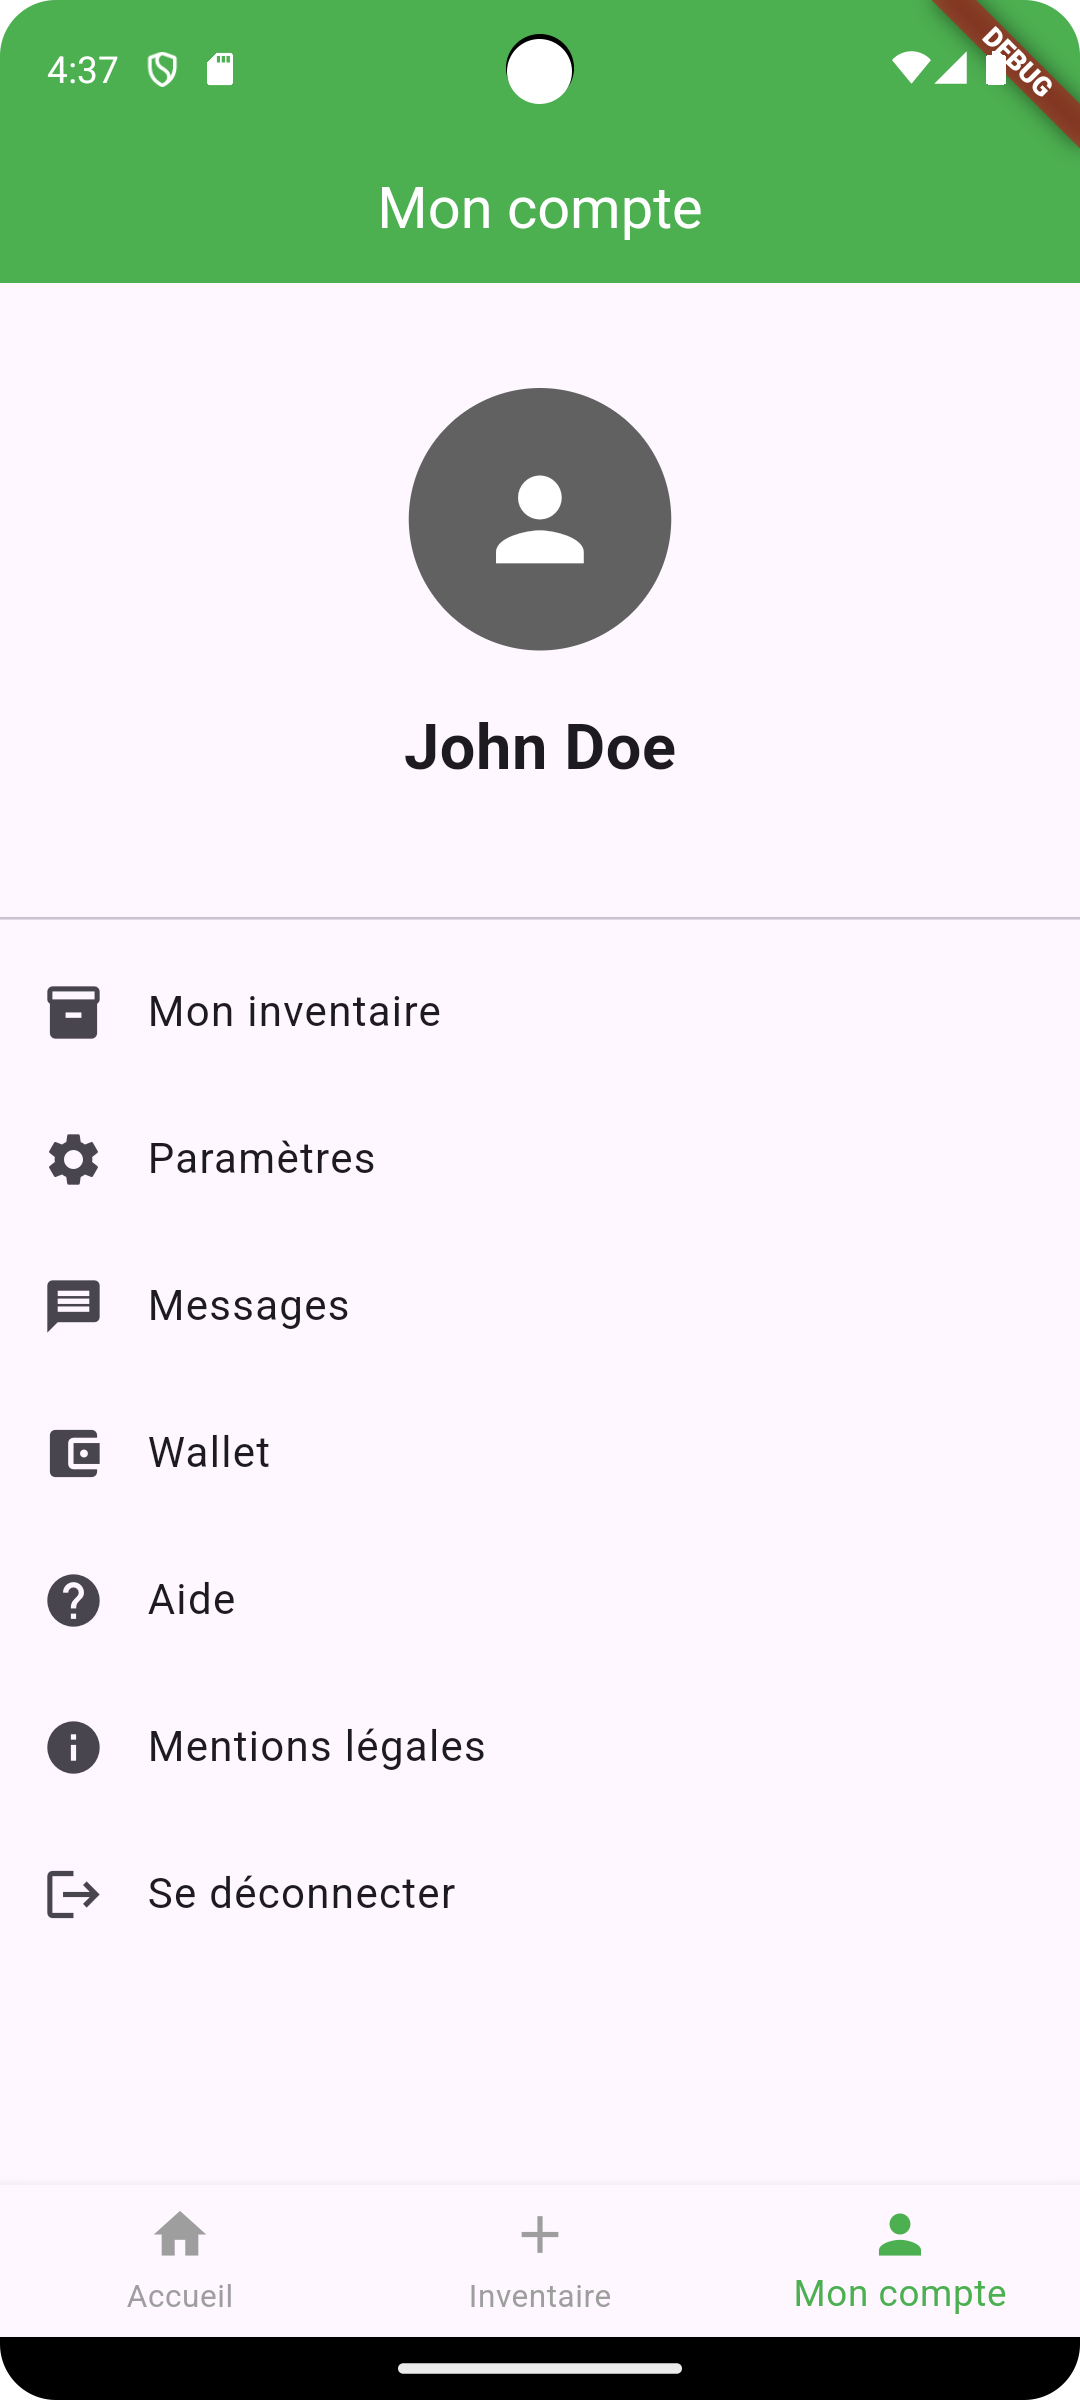 4:37
DEBUG
Mon compte
John Doe
Mon inventaire
Paramètres
Messages
Wallet
Aide
Mentions légales
Se déconnecter
Accueil
Inventaire
Mon compte